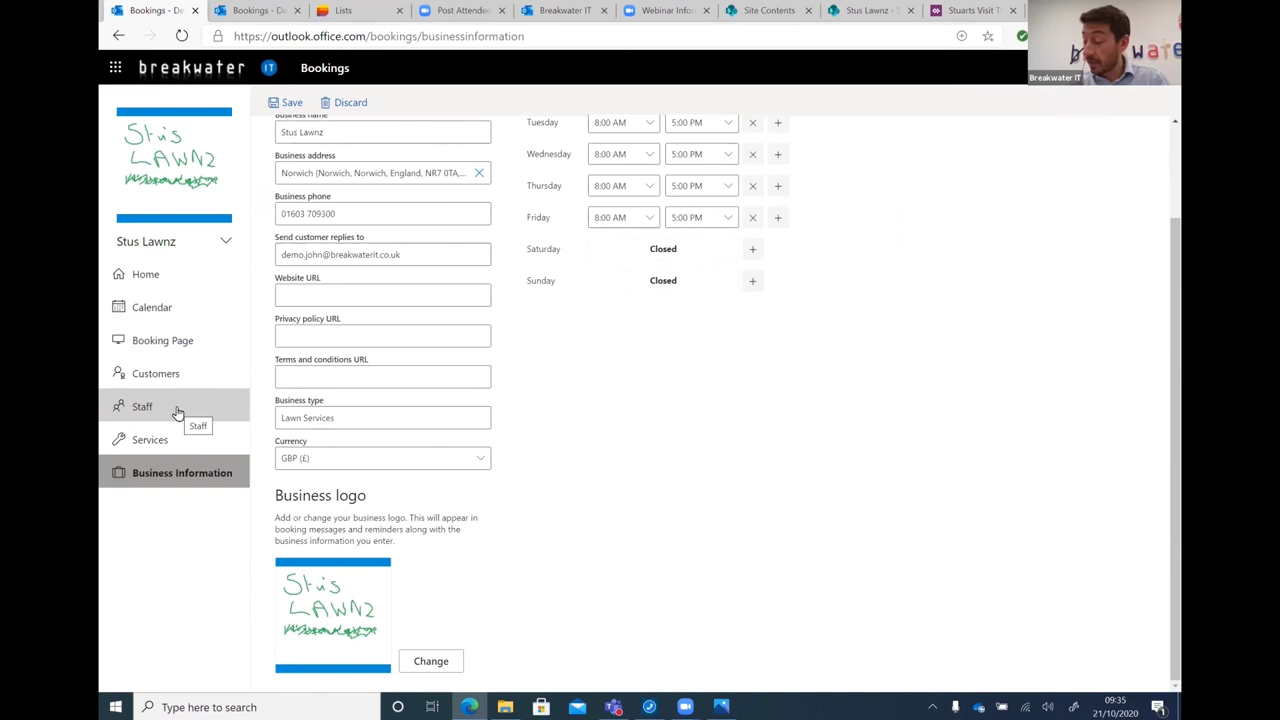 Bookings - De
Bookings - De
Lists
Post Attendee
Breakwater IT
Webinar Infor
Site Contents
Stus Lawnz - S
Stuarts Visit T
https://outlook.office.com/bookings/businessinformation
breakwater IT Bookings
Breakwater IT
Save Discard
Stus
LAWNZ
Stus Lawnz
Home
Calendar
Booking Page
Customers
Staff
Staff
Services
Business Information
Business name
Stus Lawnz
Business address
Norwich (Norwich, Norwich, England, NR7 0TA,...
Business phone
01603 709300
Send customer replies to
demo.john@breakwaterit.co.uk
Website URL
Privacy policy URL
Terms and conditions URL
Business type
Lawn Services
Currency
GBP (£)
Business logo
Add or change your business logo. This will appear in
booking messages and reminders along with the
business information you enter.
Stus
LAWNZ
Change
Tuesday 8:00 AM 5:00 PM
Wednesday 8:00 AM 5:00 PM
Thursday 8:00 AM 5:00 PM
Friday 8:00 AM 5:00 PM
Saturday Closed
Sunday Closed
Type here to search
09:35
21/10/2020